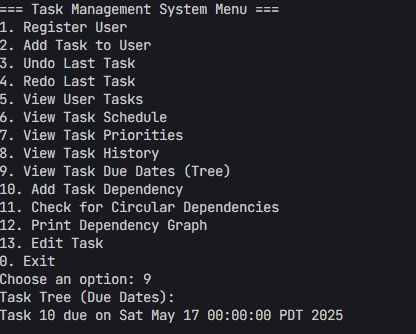 === Task Management System Menu ===
1. Register User
2. Add Task to User
3. Undo Last Task
4. Redo Last Task
5. View User Tasks
6. View Task Schedule
7. View Task Priorities
8. View Task History
9. View Task Due Dates (Tree)
10. Add Task Dependency
11. Check for Circular Dependencies
12. Print Dependency Graph
13. Edit Task
0. Exit
Choose an option: 9
Task Tree (Due Dates):
Task 10 due on Sat May 17 00:00:00 PDT 2025